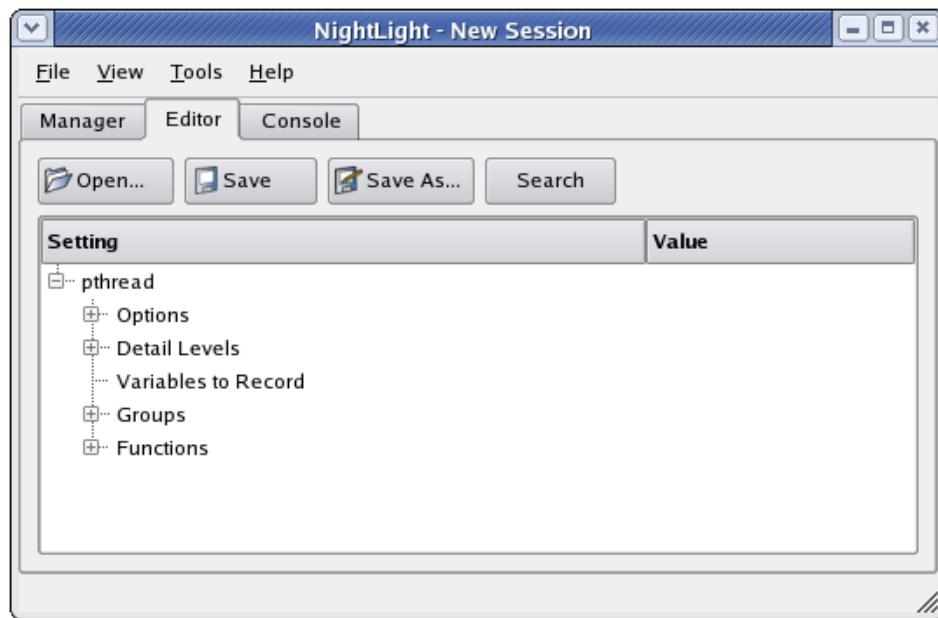 NightLight - New Session
File View Tools Help
Manager Editor Console
Open... Save Save As... Search
Setting Value
pthread
Options
Detail Levels
Variables to Record
Groups
Functions